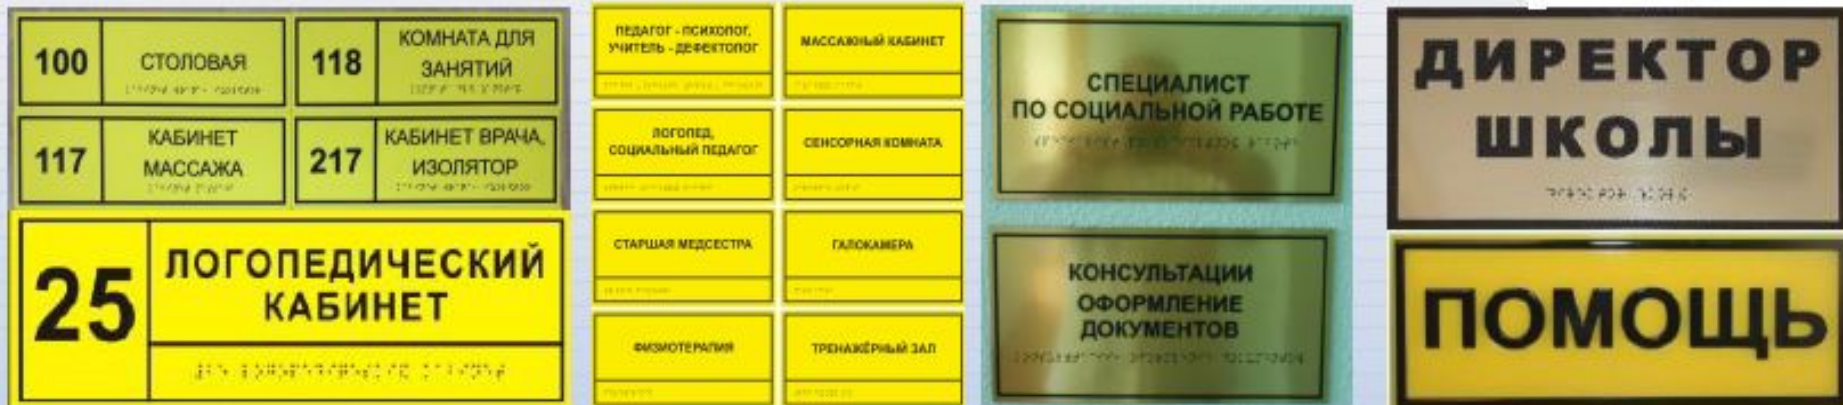 100
СТОЛОВАЯ
118
КОМНАТА ДЛЯ
ЗАНЯТИЙ
117
КАБИНЕТ
МАССАЖА
217
КАБИНЕТ ВРАЧА,
ИЗОЛЯТОР
25
ЛОГОПЕДИЧЕСКИЙ
КАБИНЕТ
ПЕДАГОГ - ПСИХОЛОГ,
УЧИТЕЛЬ - ДЕФЕКТОЛОГ
МАССАЖНЫЙ КАБИНЕТ
ЛОГОПЕД,
СОЦИАЛЬНЫЙ ПЕДАГОГ
СЕНСОРНАЯ КОМНАТА
СТАРШАЯ МЕДСЕСТРА
ГАЛОКАМЕРА
ФИЗИОТЕРАПИЯ
ТРЕНАЖЁРНЫЙ ЗАЛ
СПЕЦИАЛИСТ
ПО СОЦИАЛЬНОЙ РАБОТЕ
КОНСУЛЬТАЦИИ
ОФОРМЛЕНИЕ
ДОКУМЕНТОВ
ДИРЕКТОР
ШКОЛЫ
ПОМОЩЬ